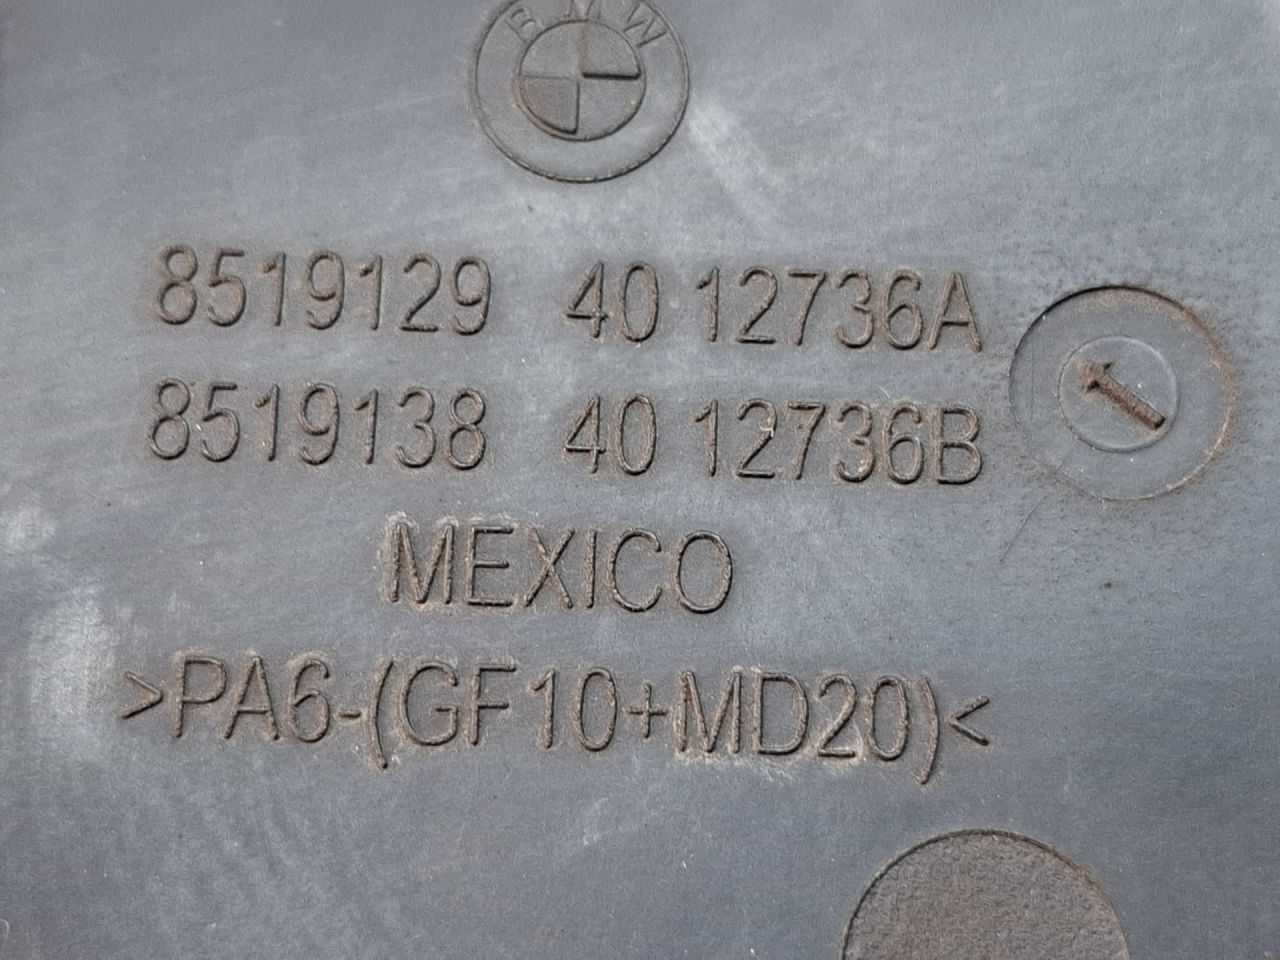 BMW
8519129 40 12736A
8519138 40 12736B
MEXICO
>PA6-(GF10+MD20)<